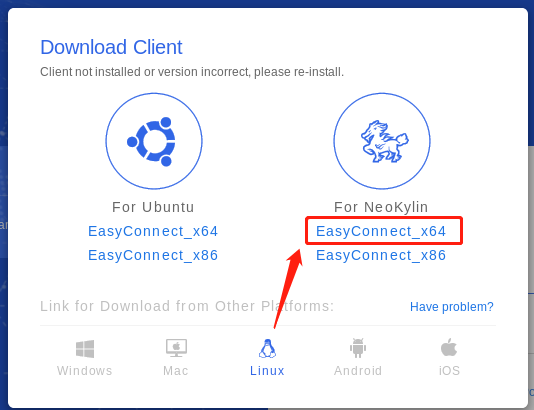 Download Client
Client not installed or version incorrect, please re-install.
For Ubuntu
EasyConnect_x64
EasyConnect_x86
For NeoKylin
EasyConnect_x64
EasyConnect_x86
Link for Download from Other Platforms:
Have problem?
Windows
Mac
Linux
Android
iOS